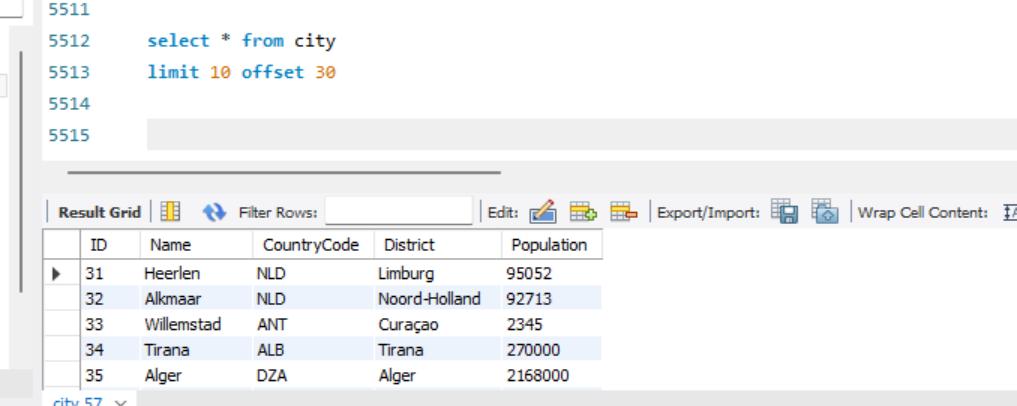 5511
5512 select * from city
5513 limit 10 offset 30
5514
5515
Result Grid Filter Rows: Edit: Export/Import: Wrap Cell Content:
ID Name CountryCode District Population
31 Heerlen NLD Limburg 95052
32 Alkmaar NLD Noord-Holland 92713
33 Willemstad ANT Curaçao 2345
34 Tirana ALB Tirana 270000
35 Alger DZA Alger 2168000
city 57